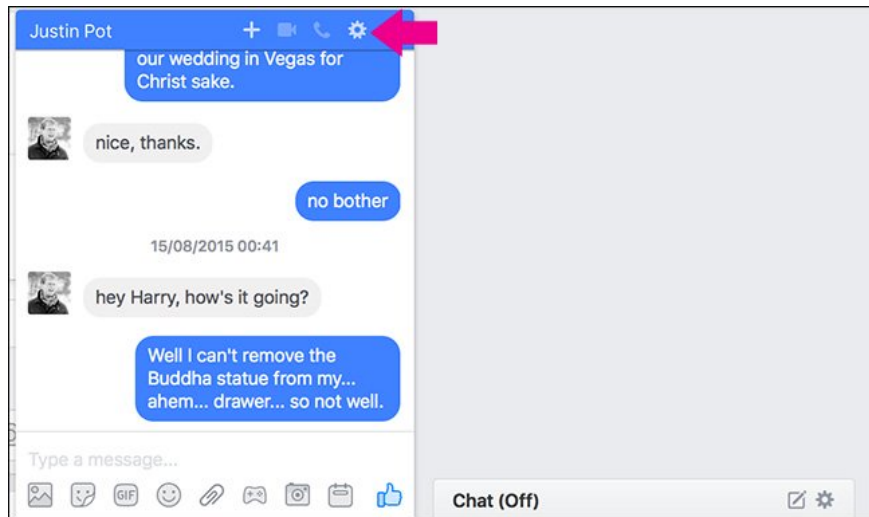 Justin Pot
our wedding in Vegas for
Christ sake.
nice, thanks.
no bother
15/08/2015 00:41
hey Harry, how's it going?
Well I can't remove the
Buddha statue from my...
ahem... drawer... so not well.
Type a message...
GIF
Chat (Off)